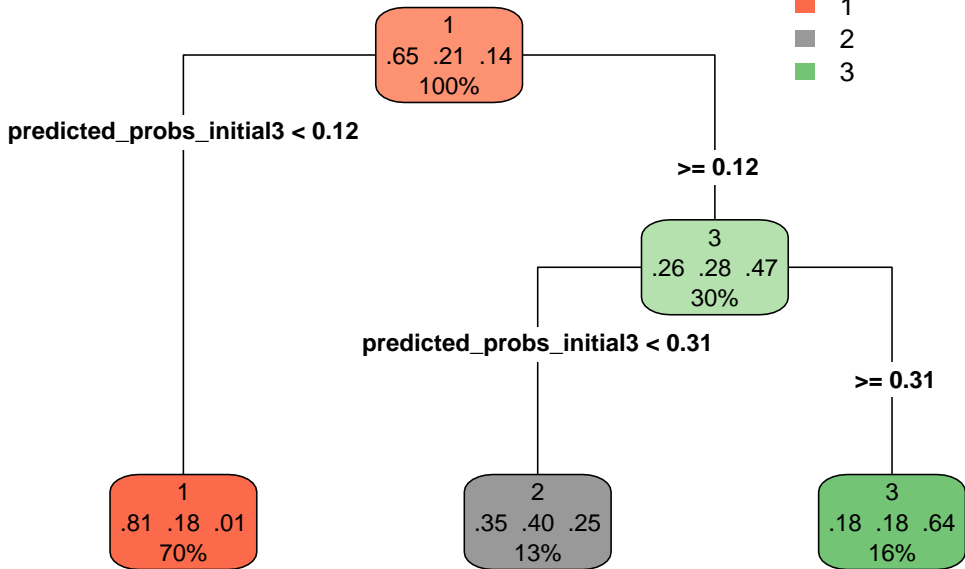 1
.65 .21 .14
100%
1
2
3
predicted_probs_initial3 < 0.12
>= 0.12
3
.26 .28 .47
30%
predicted_probs_initial3 < 0.31
>= 0.31
1
.81 .18 .01
70%
2
.35 .40 .25
13%
3
.18 .18 .64
16%